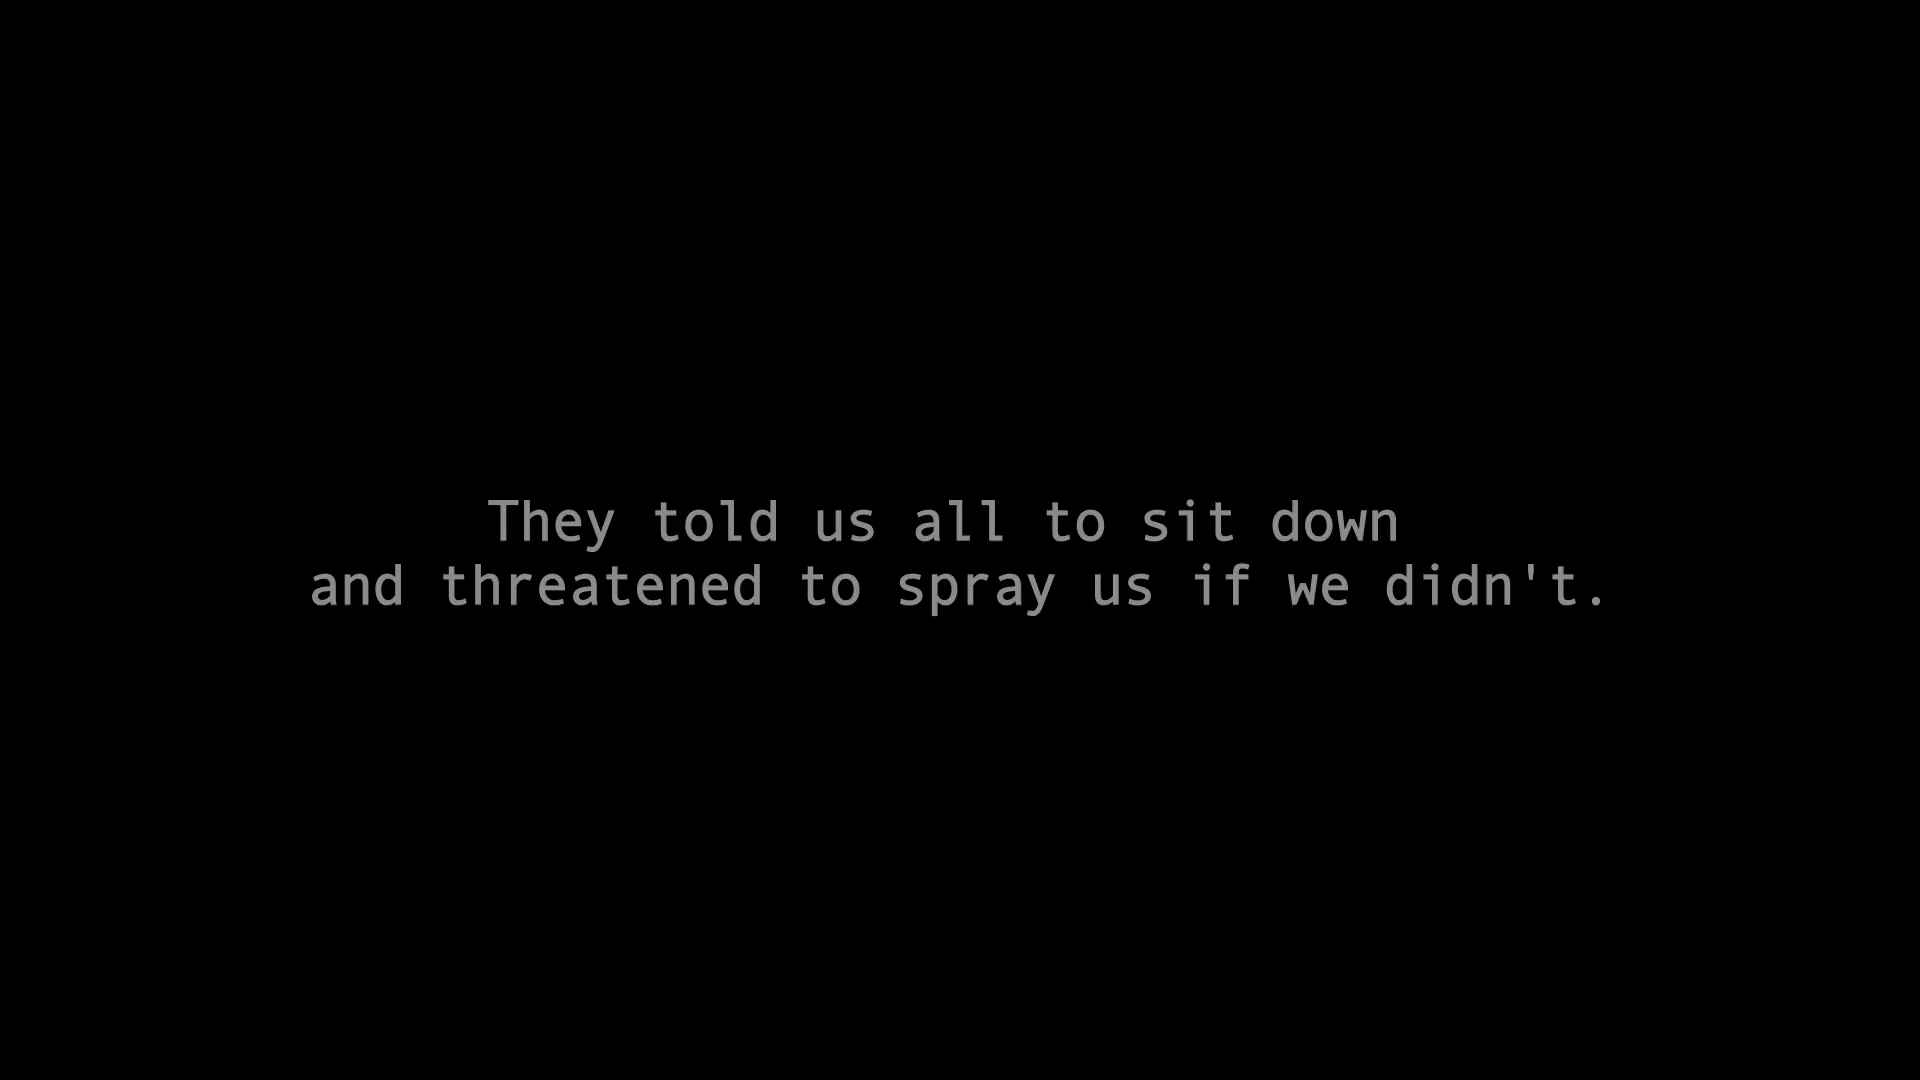 They told us all to sit down
and threatened to spray us if we didn't.